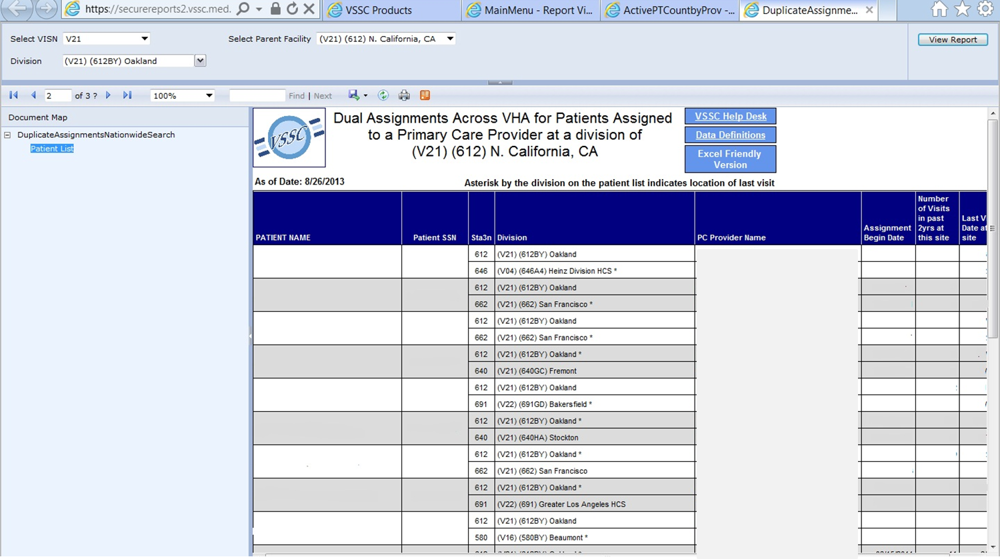 https://securereports2.vssc.med.
VSSC Products
MainMenu - Report Vi...
ActivePTCountbyProv -...
DuplicateAssignme...
Select VISN V21
Select Parent Facility (V21) (612) N. California, CA
View Report
Division (V21) (612BY) Oakland
2 of 3 ? 100% Find | Next
Document Map
DuplicateAssignmentsNationwideSearch
Patient List
VSSC
Dual Assignments Across VHA for Patients Assigned
to a Primary Care Provider at a division of
(V21) (612) N. California, CA
VSSC Help Desk
Data Definitions
Excel Friendly
Version
As of Date: 8/26/2013
Asterisk by the division on the patient list indicates location of last visit
PATIENT NAME
Patient SSN
Sta3n
Division
PC Provider Name
Assignment
Begin Date
Number
of Visits
in past
2yrs at
this site
Last V
Date at
site
612 (V21) (612BY) Oakland
646 (V04) (646A4) Heinz Division HCS *
612 (V21) (612BY) Oakland
662 (V21) (662) San Francisco *
612 (V21) (612BY) Oakland
662 (V21) (662) San Francisco *
612 (V21) (612BY) Oakland *
640 (V21) (640GC) Fremont
612 (V21) (612BY) Oakland
691 (V22) (691GD) Bakersfield *
612 (V21) (612BY) Oakland *
640 (V21) (640HA) Stockton
612 (V21) (612BY) Oakland *
662 (V21) (662) San Francisco
612 (V21) (612BY) Oakland *
691 (V22) (691) Greater Los Angeles HCS
612 (V21) (612BY) Oakland
580 (V16) (580BY) Beaumont *